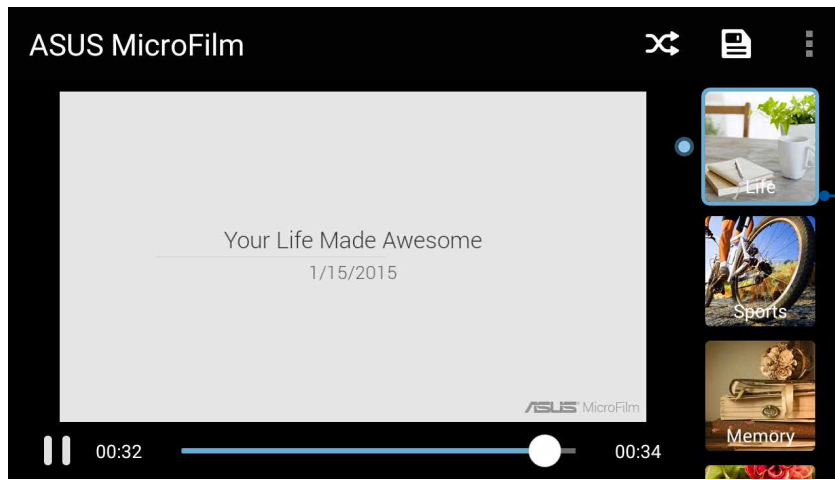 ASUS MicroFilm
Life
Your Life Made Awesome
1/15/2015
Sports
ASUS MicroFilm
Memory
00:32
00:34